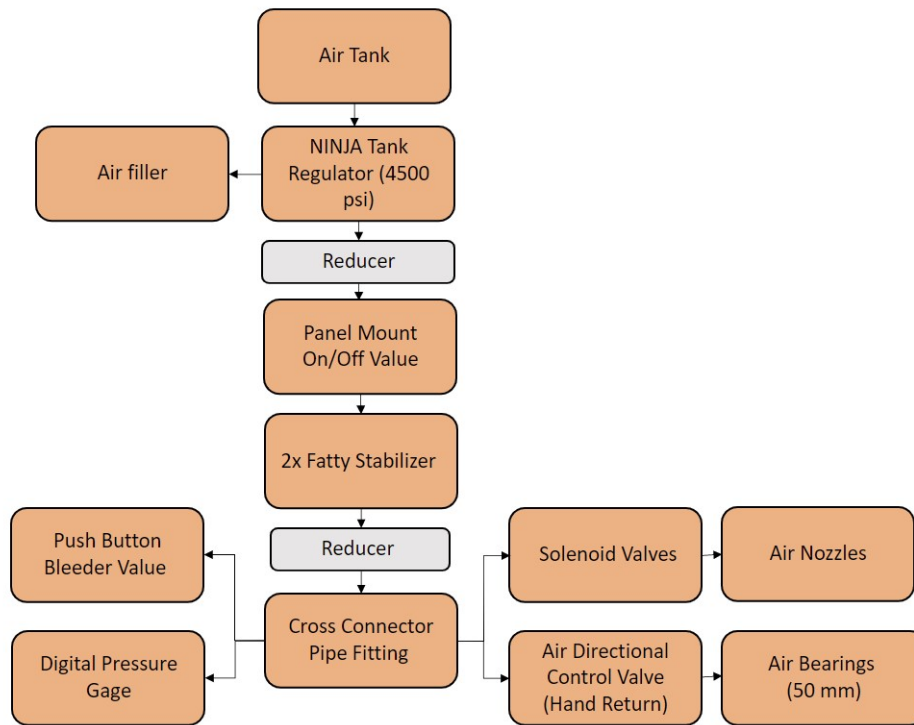 Air Tank
Air filler
NINJA Tank
Regulator (4500
psi)
Reducer
Panel Mount
On/Off Value
2x Fatty Stabilizer
Reducer
Push Button
Bleeder Value
Solenoid Valves
Air Nozzles
Cross Connector
Pipe Fitting
Digital Pressure
Gage
Air Directional
Control Valve
(Hand Return)
Air Bearings
(50 mm)